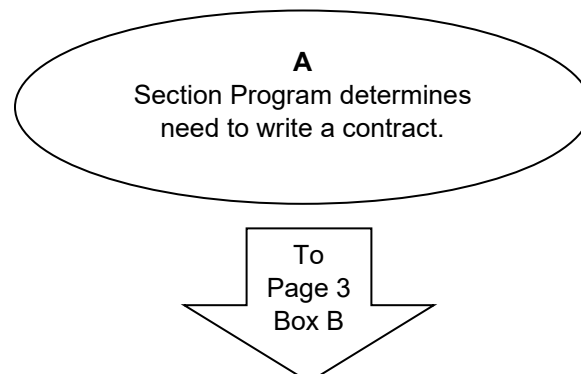 A
Section Program determines
need to write a contract.
To
Page 3
Box B